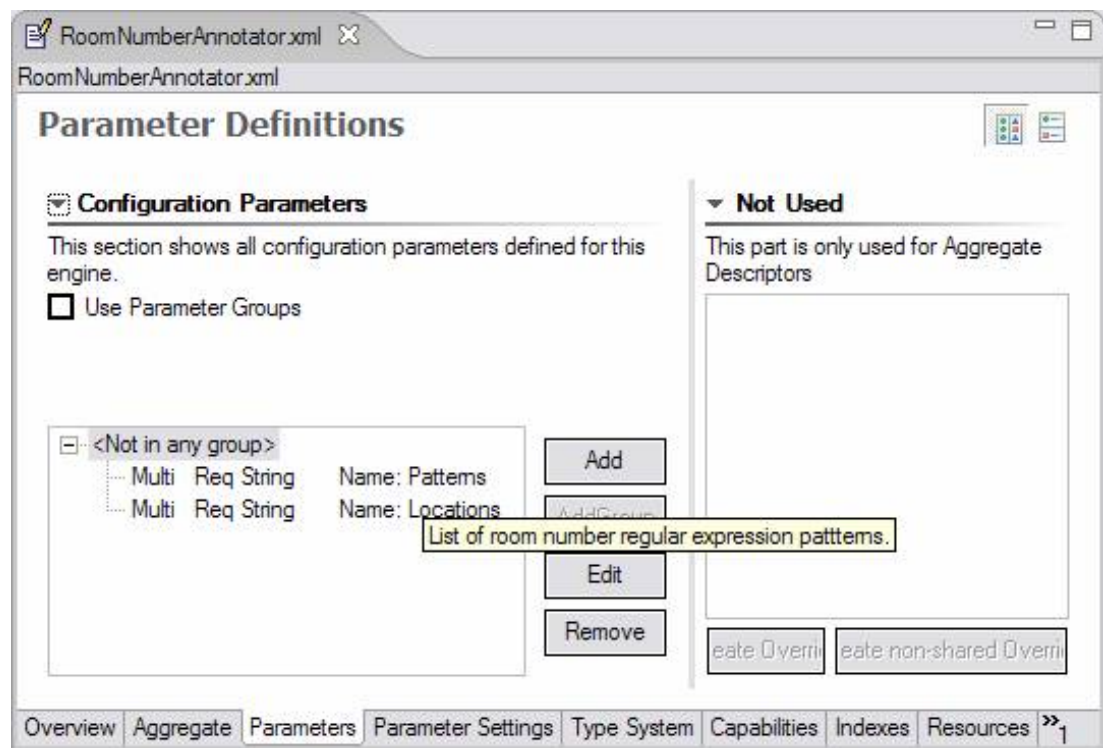 RoomNumberAnnotator.xml
RoomNumberAnnotator.xml
Parameter Definitions
Configuration Parameters
This section shows all configuration parameters defined for this
engine.
Use Parameter Groups
<Not in any group>
Multi Req String Name: Patterns
Multi Req String Name: Locations
List of room number regular expression pattterns.
Add
AddGroup
Edit
Remove
Not Used
This part is only used for Aggregate
Descriptors
eate Overri
eate non-shared Overri
Overview Aggregate Parameters Parameter Settings Type System Capabilities Indexes Resources »1